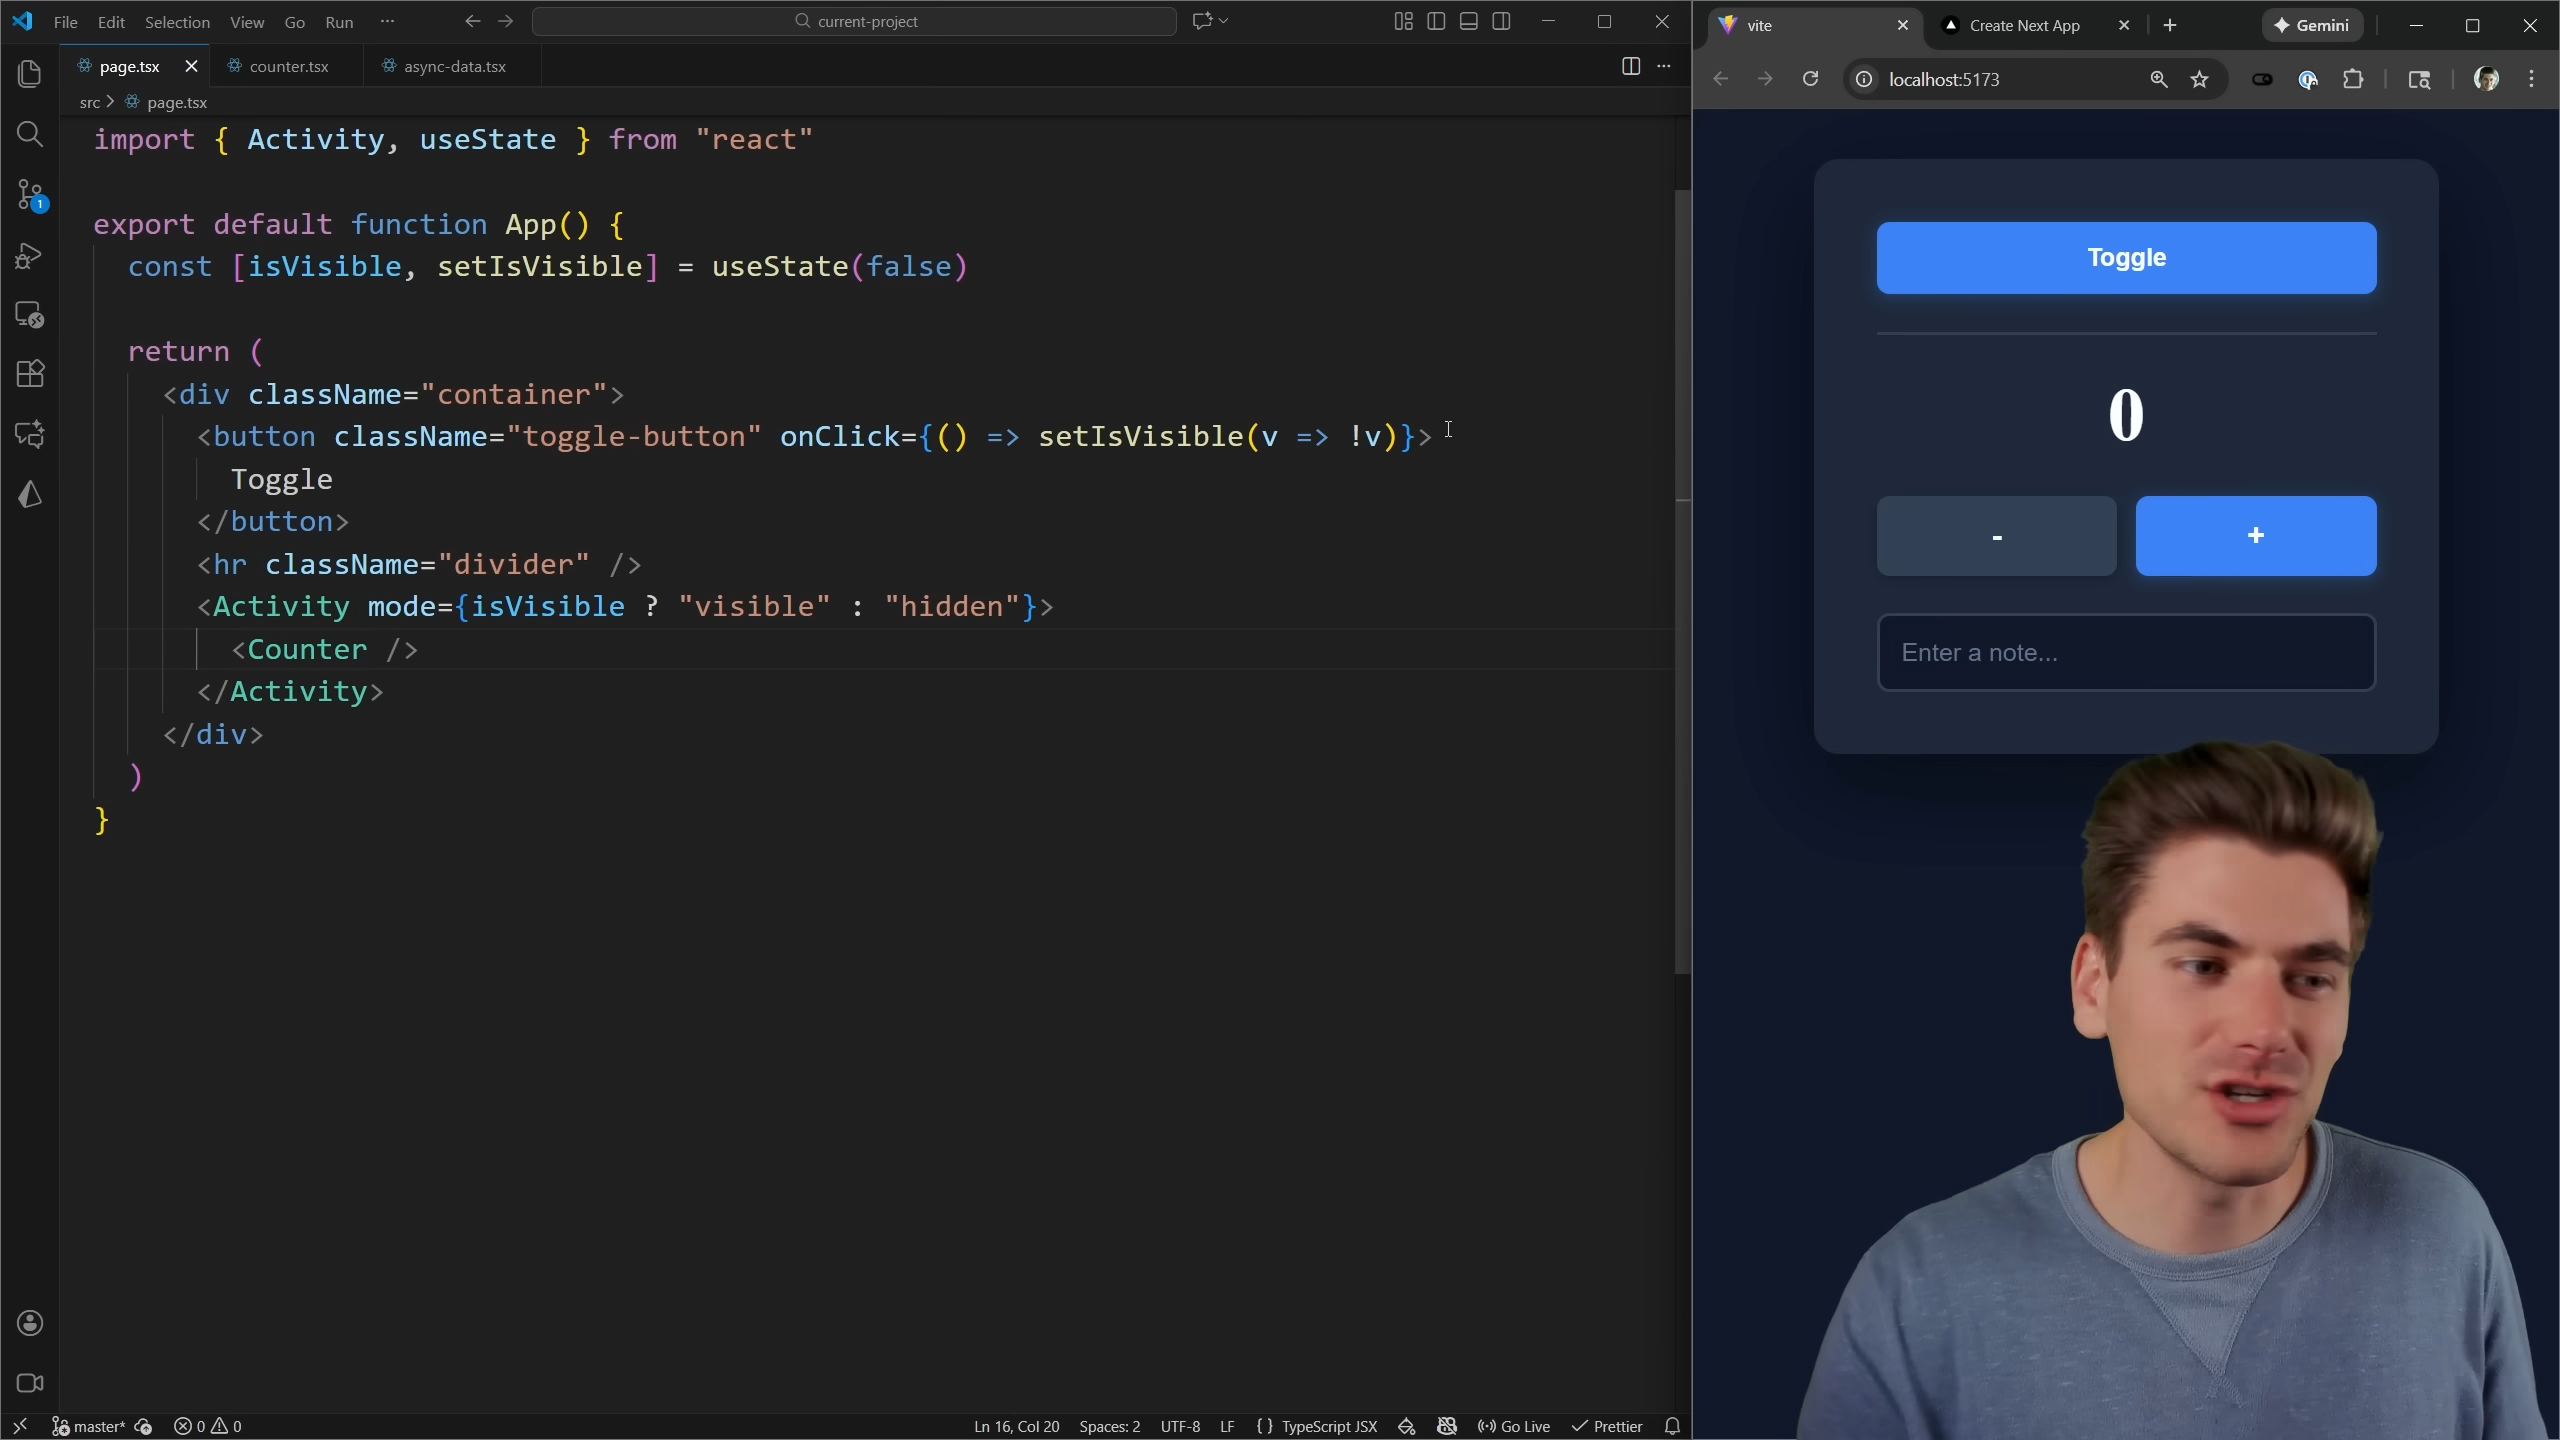 File Edit Selection View Go Run ···
current-project
page.tsx counter.tsx async-data.tsx
src > page.tsx
import { Activity, useState } from "react"
export default function App() {
const [isVisible, setIsVisible] = useState(false)
return (
<div className="container">
<button className="toggle-button" onClick={() => setIsVisible(v => !v)}>
Toggle
</button>
<hr className="divider" />
<Activity mode={isVisible ? "visible" : "hidden"}>
<Counter />
</Activity>
</div>
)
}
1
master* 0 0
Ln 16, Col 20 Spaces: 2 UTF-8 LF { } TypeScript JSX Go Live Prettier
vite Create Next App Gemini
localhost:5173
Toggle
0
- +
Enter a note...